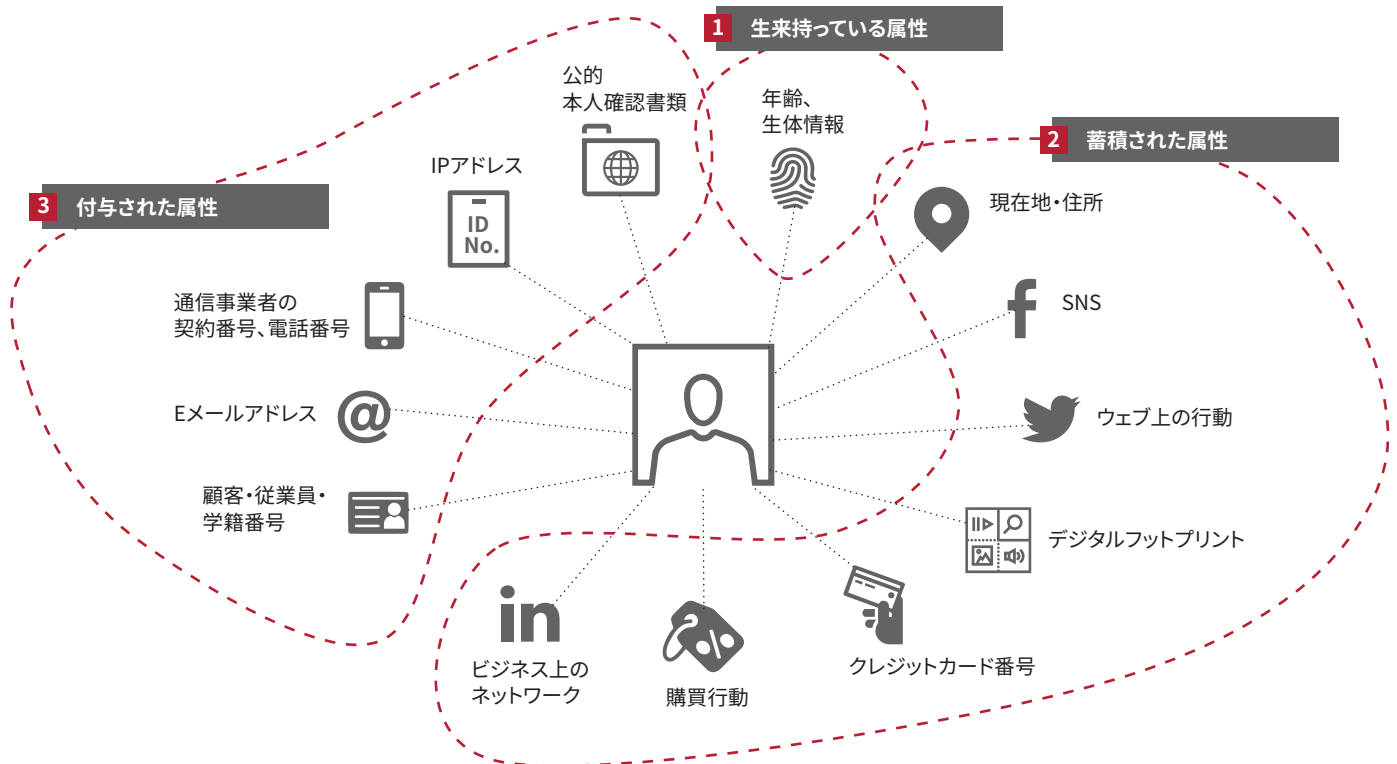 1 生来持っている属性
年齢、
生体情報
2 蓄積された属性
現在地・住所
SNS
ウェブ上の行動
デジタルフットプリント
クレジットカード番号
%
購買行動
in
ビジネス上の
ネットワーク
3 付与された属性
公的
本人確認書類
IPアドレス
ID
No.
通信事業者の
契約番号、電話番号
Eメールアドレス
@
顧客・従業員・
学籍番号
f